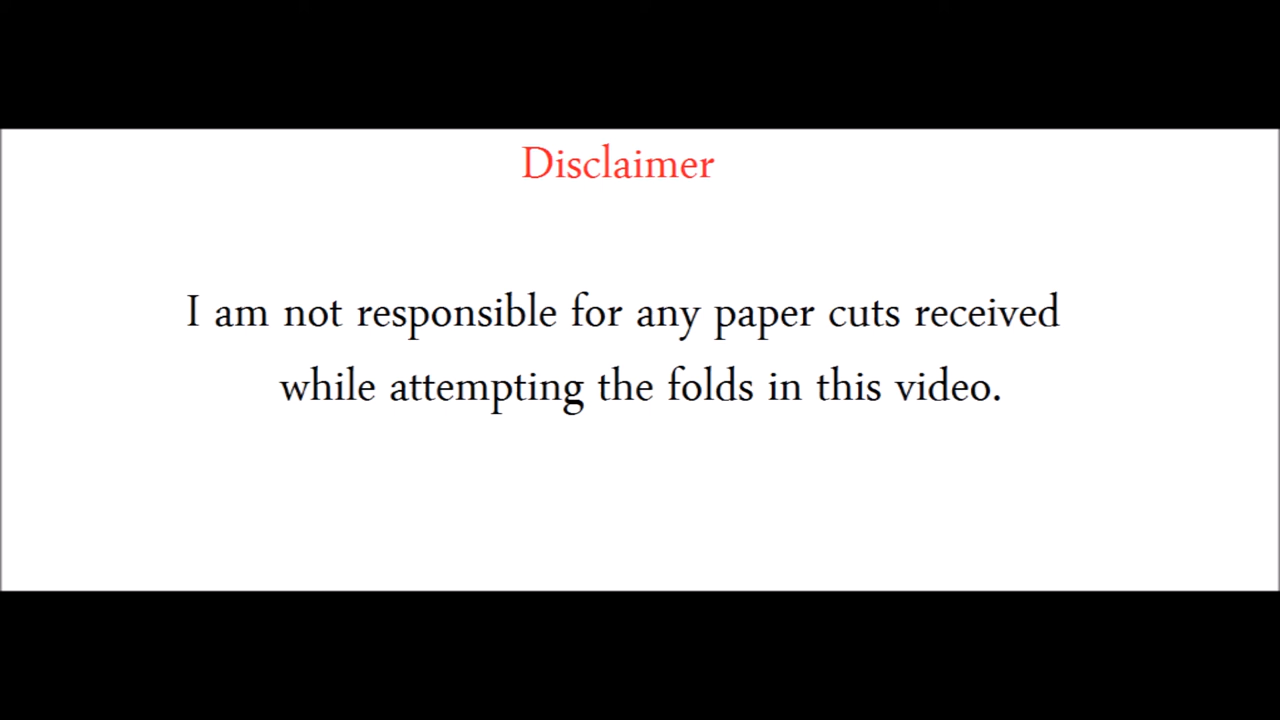 Disclaimer
I am not responsible for any paper cuts received
while attempting the folds in this video.